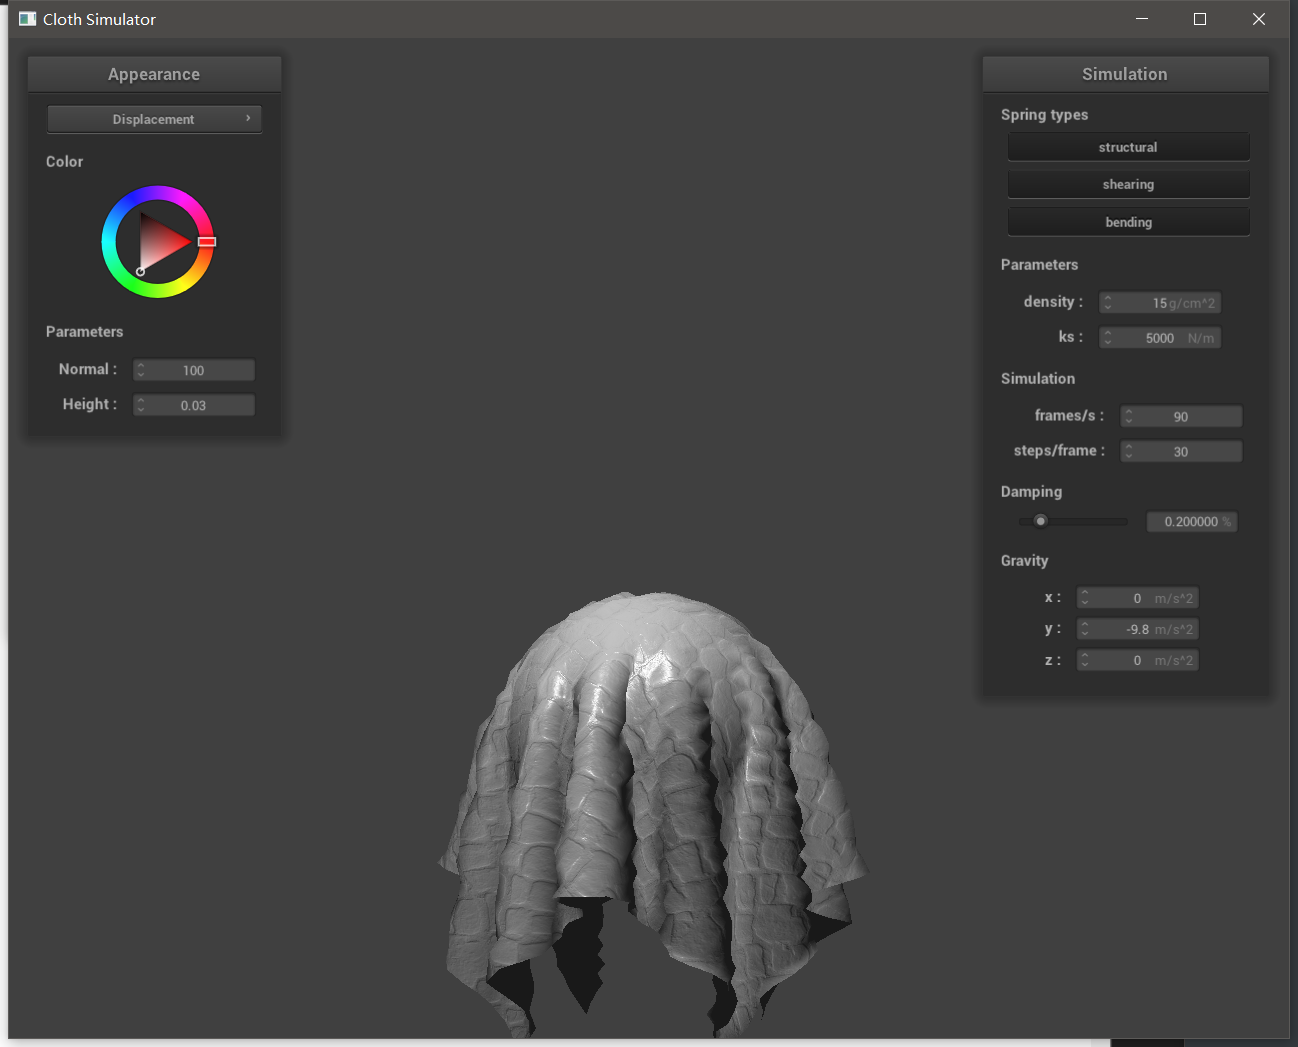 Cloth Simulator
Appearance
Displacement
Color
Parameters
Normal : 100
Height : 0.03
Simulation
Spring types
structural
shearing
bending
Parameters
density : 15 g/cm^2
ks : 5000 N/m
Simulation
frames/s : 90
steps/frame : 30
Damping
0.200000 %
Gravity
x : 0 m/s^2
y : -9.8 m/s^2
z : 0 m/s^2